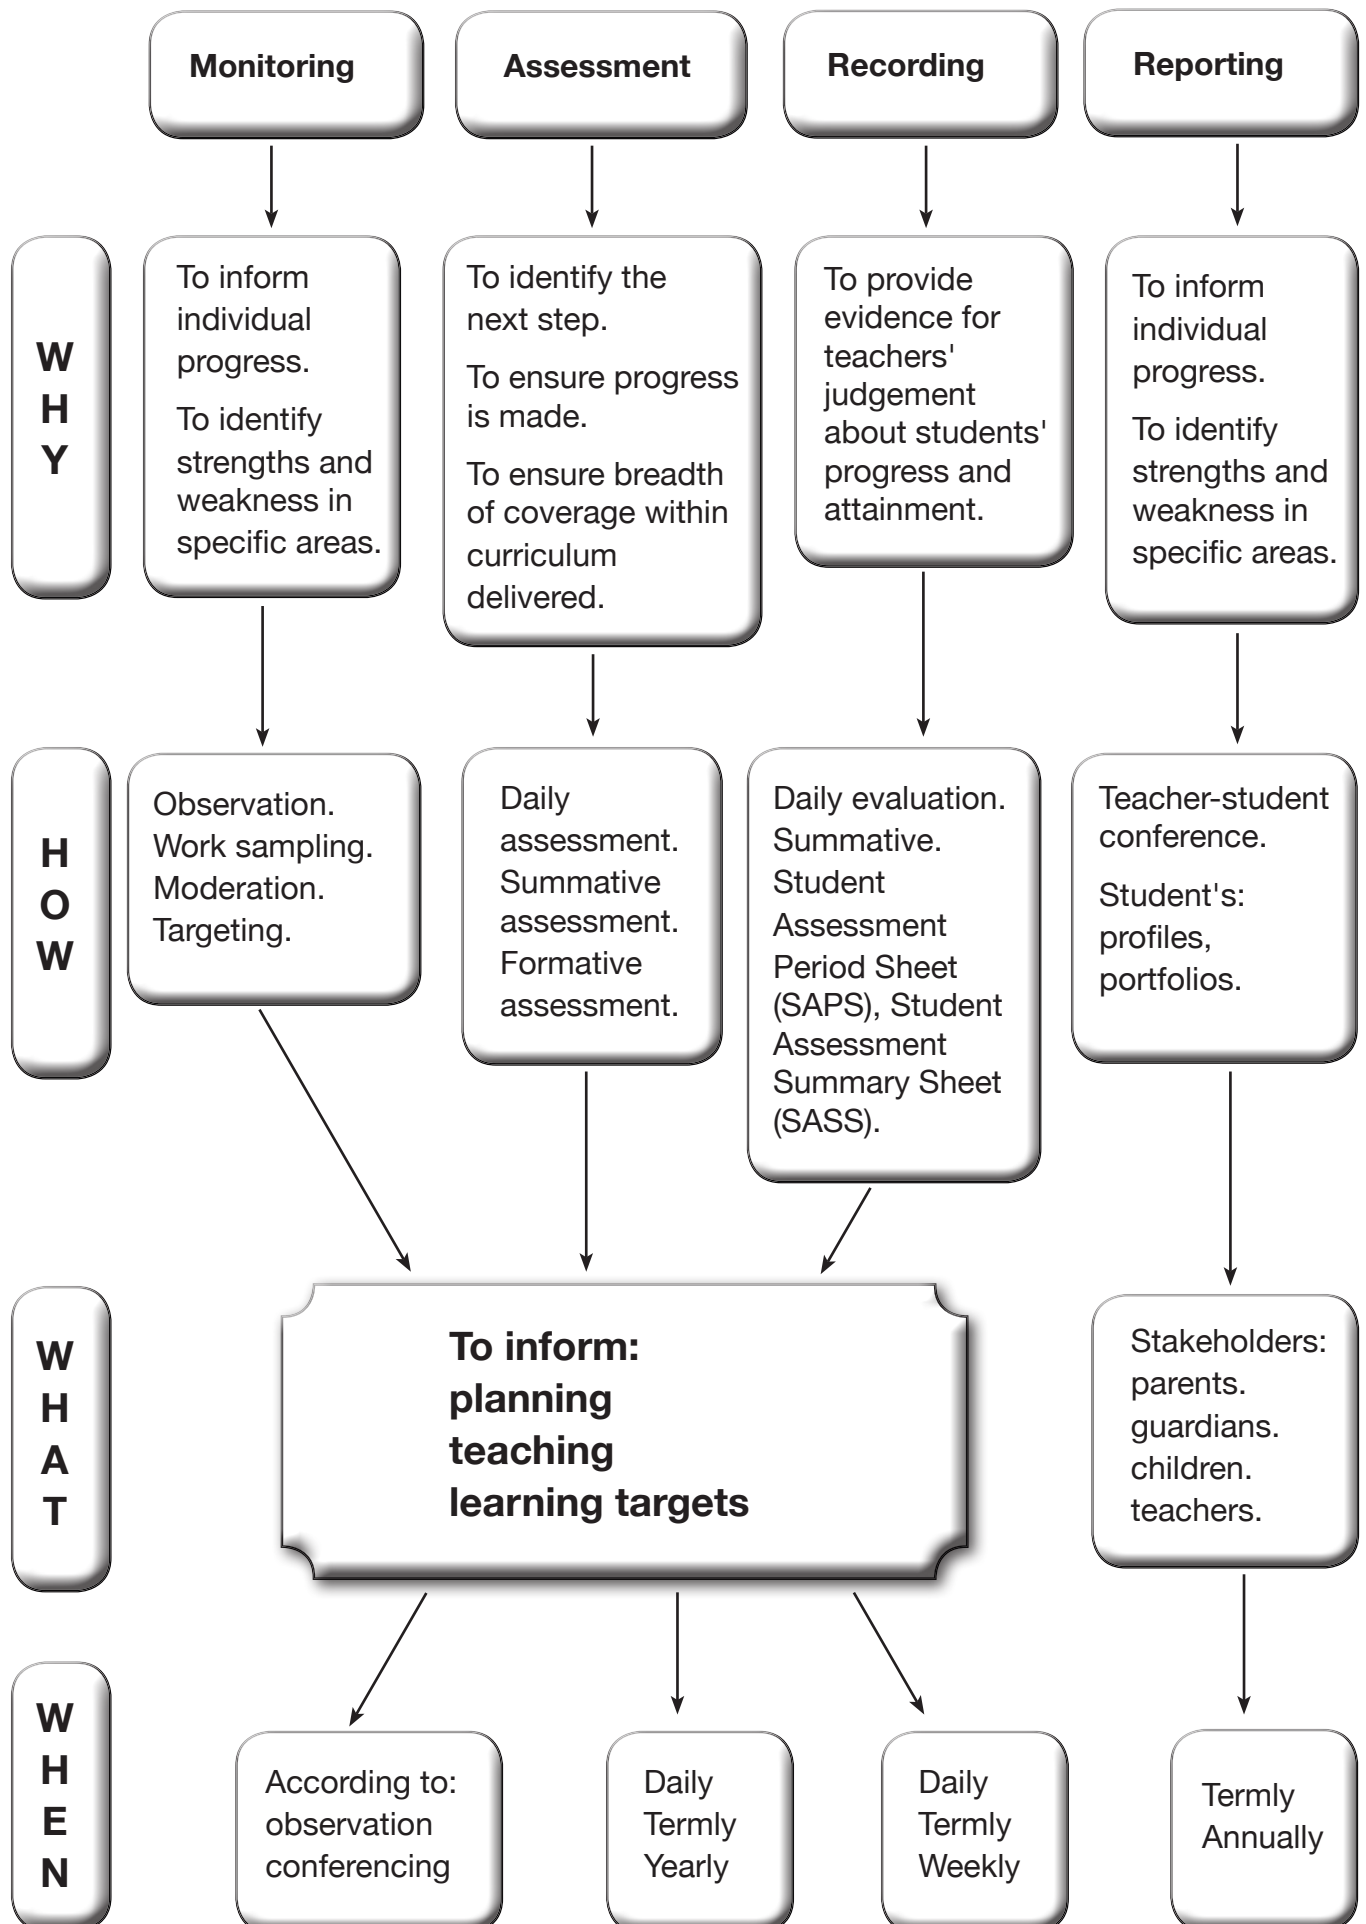 Monitoring
Assessment
Recording
Reporting
WHY
To inform
individual
progress.
To identify
strengths and
weakness in
specific areas.
To identify the
next step.
To ensure progress
is made.
To ensure breadth
of coverage within
curriculum
delivered.
To provide
evidence for
teachers'
judgement
about students'
progress and
attainment.
To inform
individual
progress.
To identify
strengths and
weakness in
specific areas.
HOW
Observation.
Work sampling.
Moderation.
Targeting.
Daily
assessment.
Summative
assessment.
Formative
assessment.
Daily evaluation.
Summative.
Student
Assessment
Period Sheet
(SAPS), Student
Assessment
Summary Sheet
(SASS).
Teacher-student
conference.
Student's:
profiles,
portfolios.
WHAT
To inform:
planning
teaching
learning targets
Stakeholders:
parents.
guardians.
children.
teachers.
WHEN
According to:
observation
conferencing
Daily
Termly
Yearly
Daily
Termly
Weekly
Termly
Annually